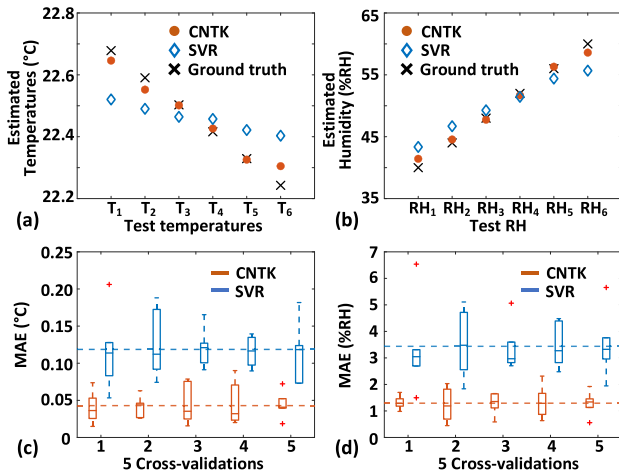 22.8
22.6
22.4
22.2
Estimated
Temperatures (°C)
CNTK
SVR
Ground truth
T1 T2 T3 T4 T5 T6
Test temperatures
(a)
65
55
45
35
Estimated
Humidity (%RH)
CNTK
SVR
Ground truth
RH1 RH2 RH3 RH4 RH5 RH6
Test RH
(b)
0.25
0.20
0.15
0.10
0.05
0
MAE (°C)
CNTK
SVR
1 2 3 4 5
5 Cross-validations
(c)
7
6
5
4
3
2
1
0
MAE (%RH)
CNTK
SVR
1 2 3 4 5
5 Cross-validations
(d)